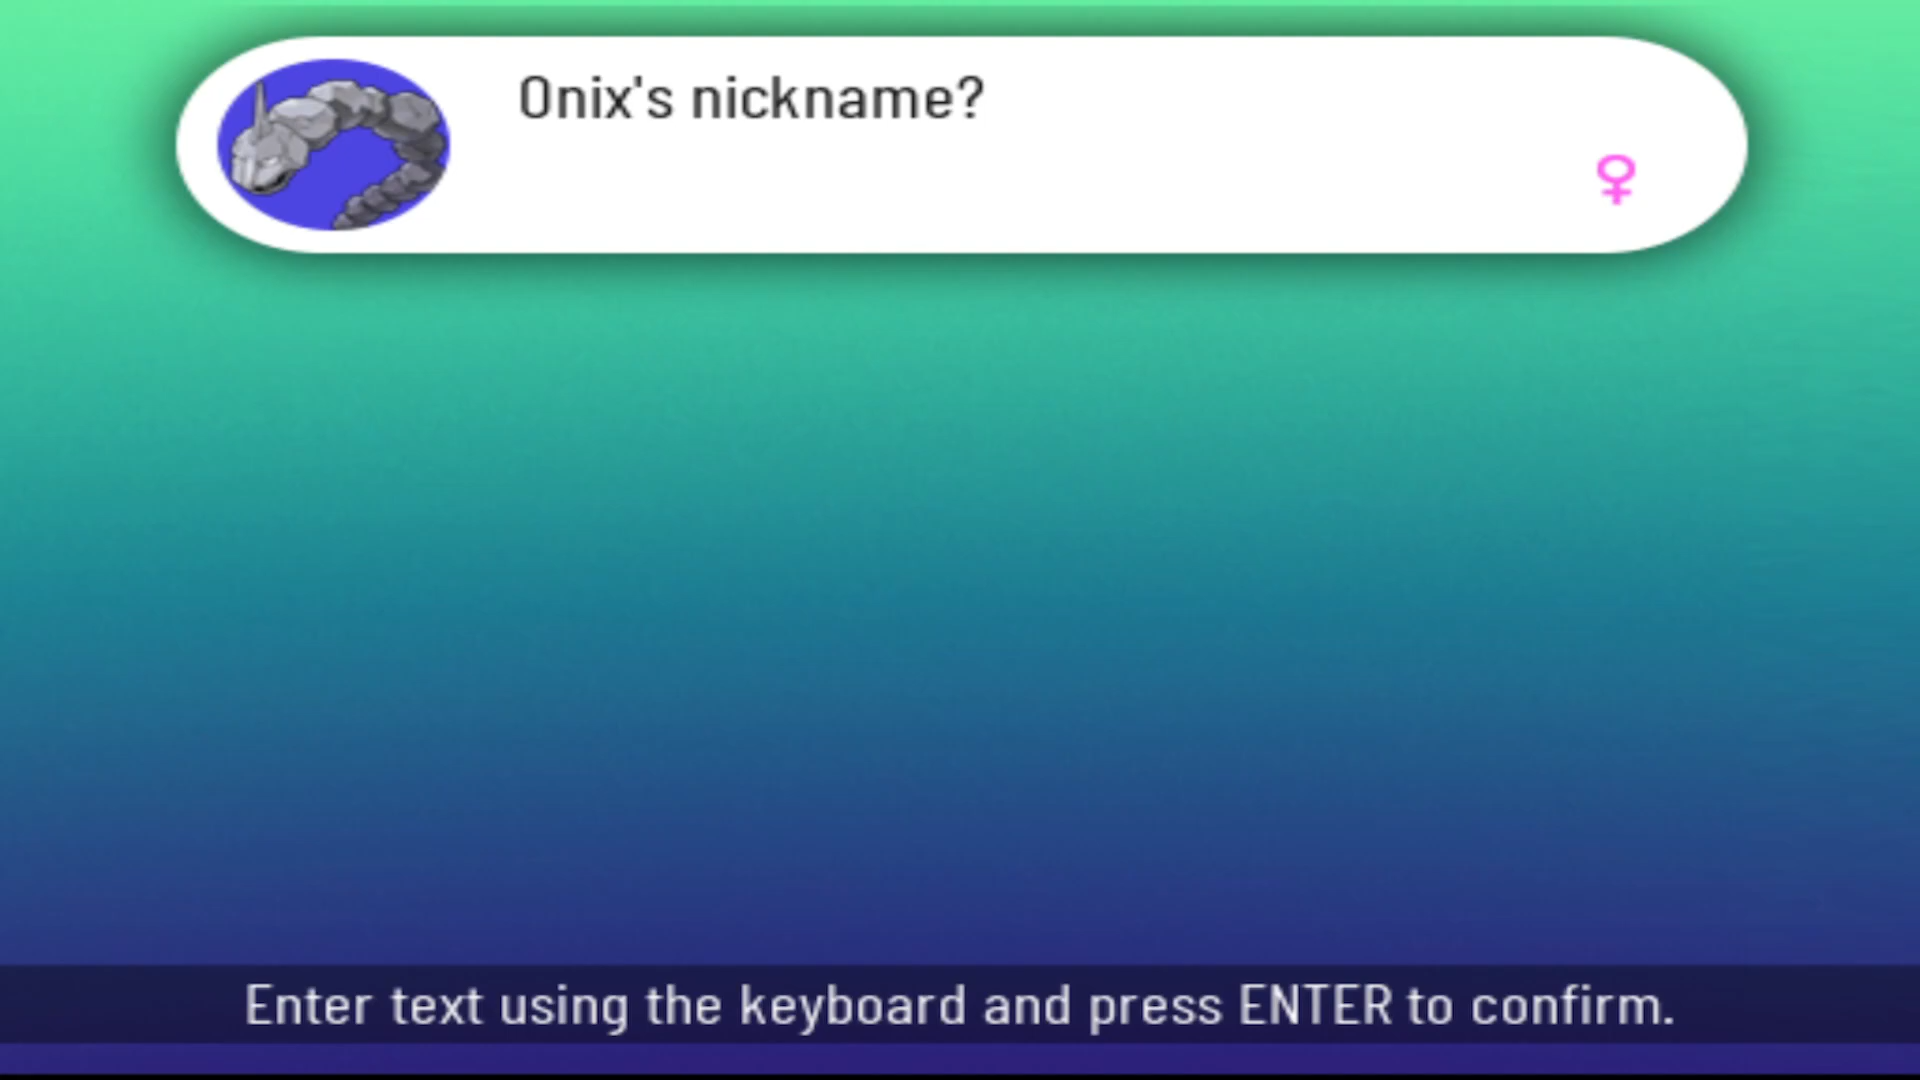 Onix's nickname?
♀
Enter text using the keyboard and press ENTER to confirm.